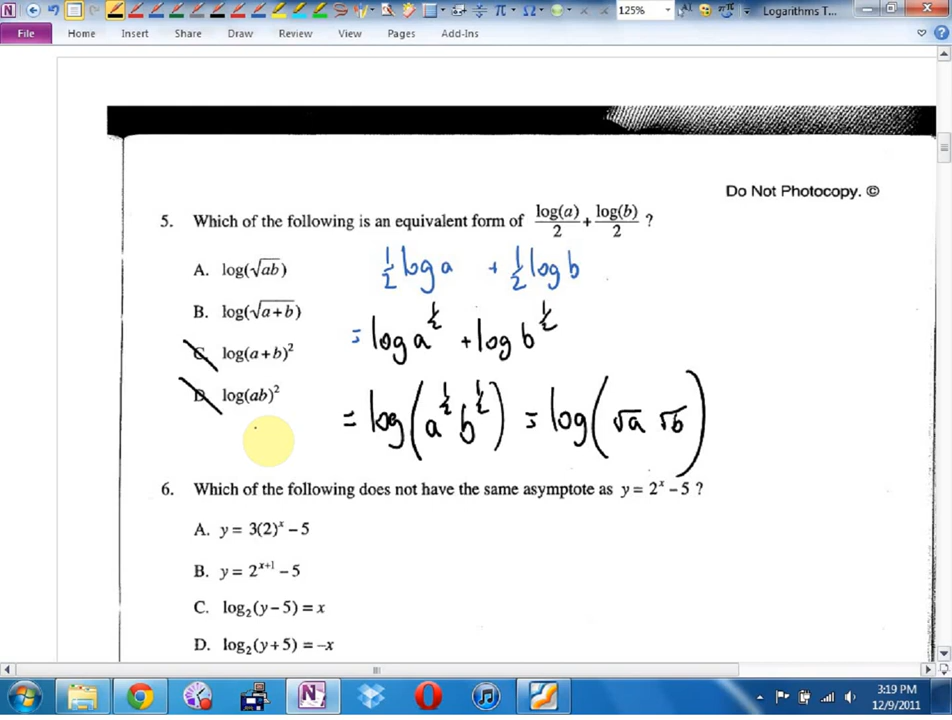 125%
Logarithms T...
File Home Insert Share Draw Review View Pages Add-Ins
Do Not Photocopy. ©
5. Which of the following is an equivalent form of log(a)/2 + log(b)/2 ?
A. log(√ab)
½ log a + ½ log b
B. log(√a+b)
= log a^½ + log b^½
C. log(a+b)²
D. log(ab)²
= log(a^½ b^½) = log(√a √b)
6. Which of the following does not have the same asymptote as y = 2ˣ – 5 ?
A. y = 3(2)ˣ – 5
B. y = 2ˣ⁺¹ – 5
C. log₂(y – 5) = x
D. log₂(y + 5) = –x
3:19 PM
12/9/2011